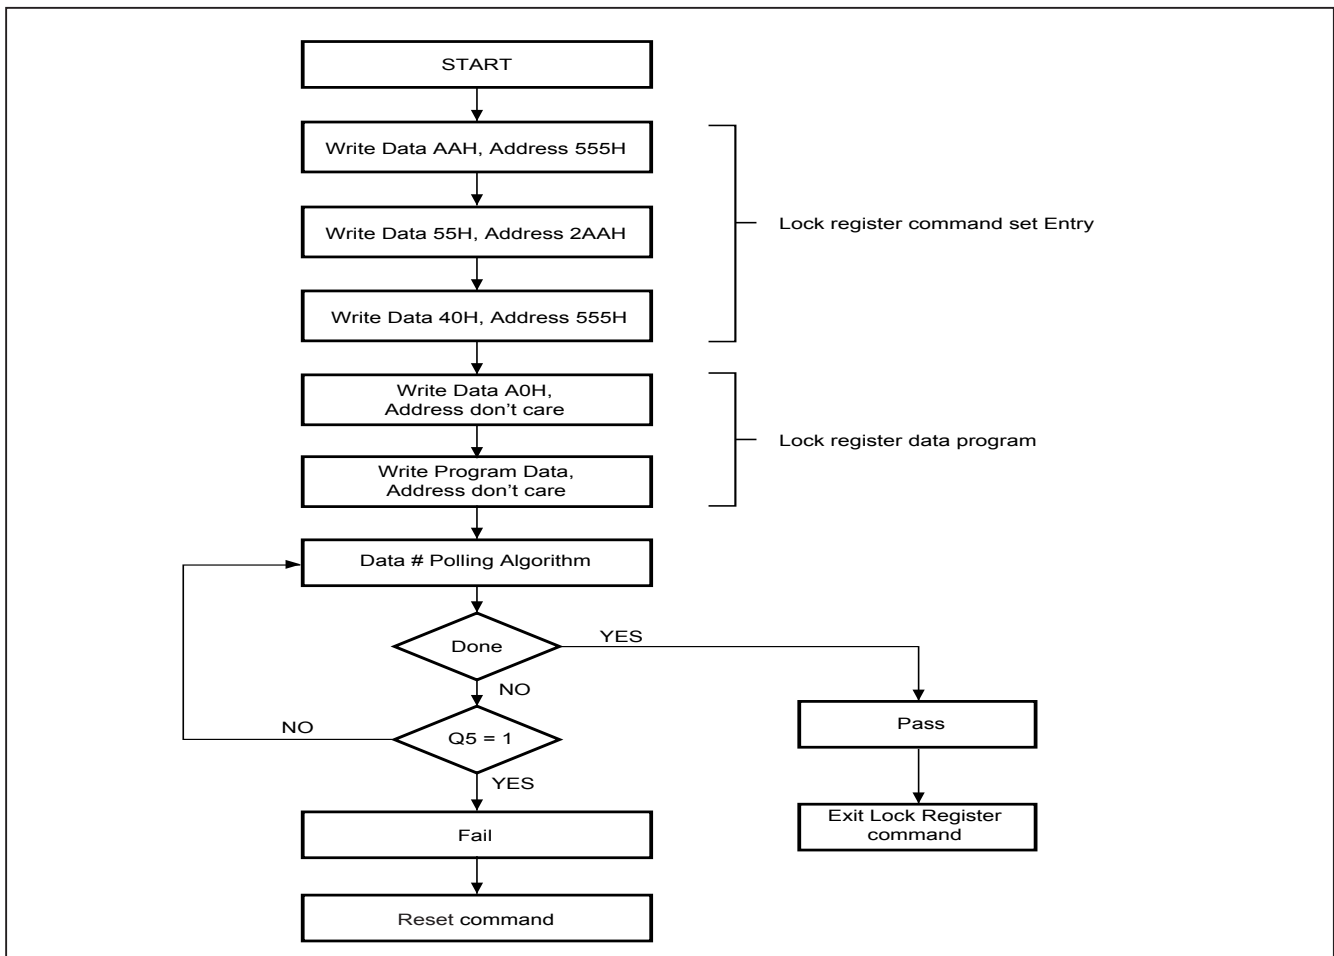 START
Write Data AAH, Address 555H
Write Data 55H, Address 2AAH
Lock register command set Entry
Write Data 40H, Address 555H
Write Data A0H,
Address don't care
Lock register data program
Write Program Data,
Address don't care
Data # Polling Algorithm
Done
YES
NO
Q5 = 1
NO
YES
Pass
Fail
Exit Lock Register
command
Reset command